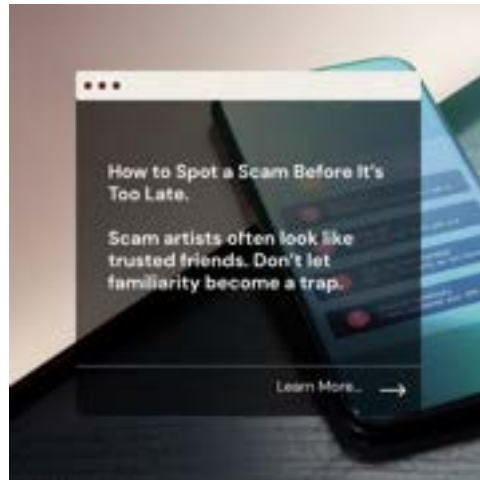 How to Spot a Scam Before It's
Too Late.
Scam artists often look like
trusted friends. Don't let
familiarity become a trap.
Learn More..